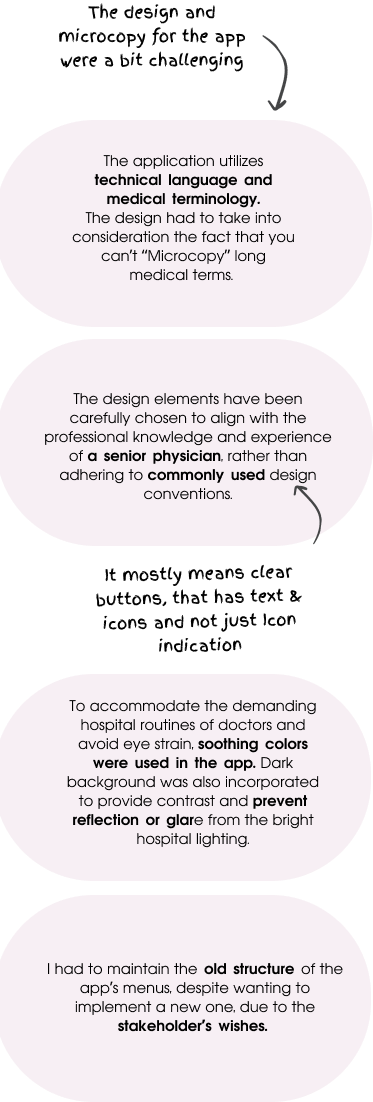 The design and
microcopy for the app
were a bit challenging
The application utilizes
technical language and
medical terminology.
The design had to take into
consideration the fact that you
can't “Microcopy” long
medical terms.
The design elements have been
carefully chosen to align with the
professional knowledge and experience
of a senior physician, rather than
adhering to commonly used design
conventions.
It mostly means clear
buttons, that has text &
icons and not just Icon
indication
To accommodate the demanding
hospital routines of doctors and
avoid eye strain, soothing colors
were used in the app. Dark
background was also incorporated
to provide contrast and prevent
reflection or glare from the bright
hospital lighting.
I had to maintain the old structure of the
app's menus, despite wanting to
implement a new one, due to the
stakeholder's wishes.